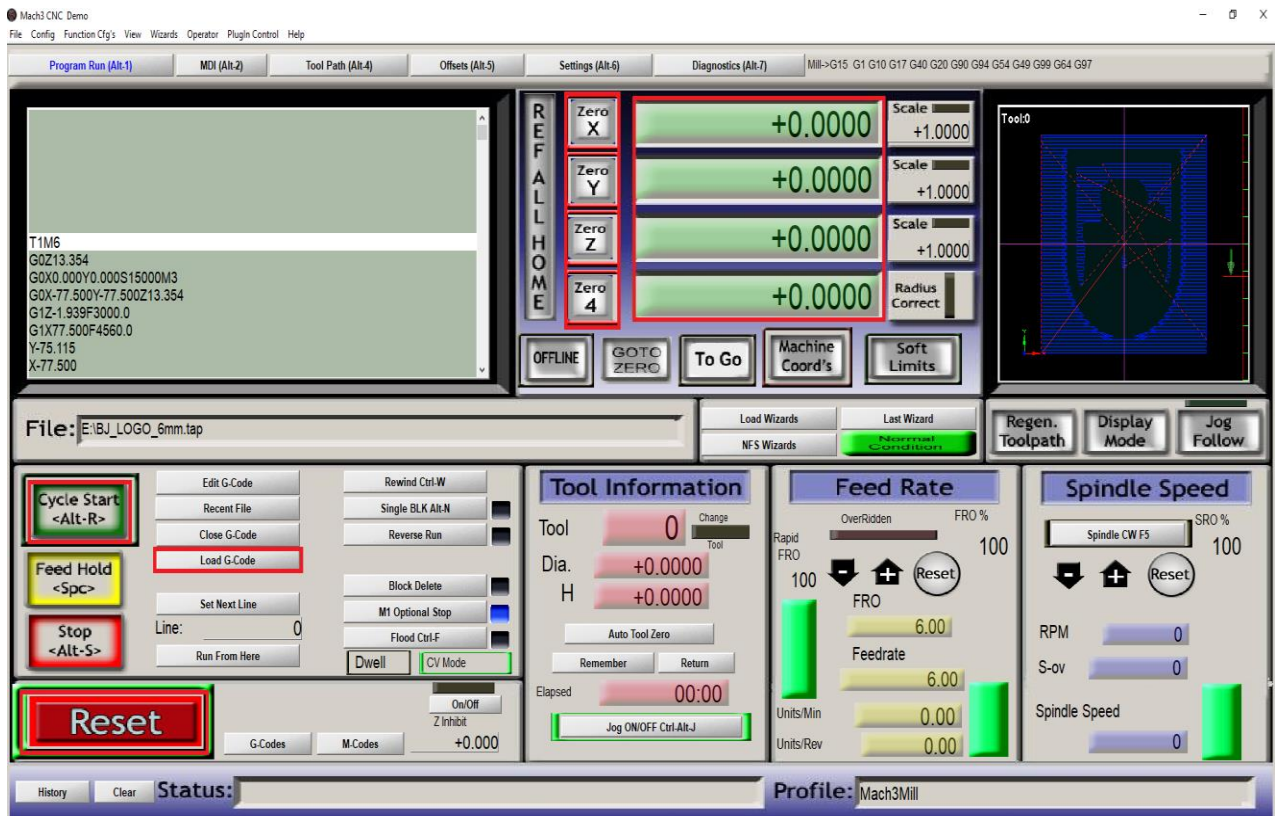 Mach3 CNC Demo
File Config Function Cfg's View Wizards Operator PlugIn Control Help
Program Run (Alt-1) MDI (Alt-2) Tool Path (Alt-4) Offsets (Alt-5) Settings (Alt-6) Diagnostics (Alt-7) Mill->G15 G1 G10 G17 G40 G20 G90 G94 G54 G49 G99 G64 G97
T1M6
G0Z13.354
G0X0.000Y0.000S15000M3
G0X-77.500Y-77.500Z13.354
G1Z-1.939F3000.0
G1X77.500F4560.0
Y-75.115
X-77.500
REF ALL HOME
Zero X +0.0000 Scale +1.0000
Zero Y +0.0000 Scale +1.0000
Zero Z +0.0000 Scale +1.0000
Zero 4 +0.0000 Radius Correct
OFFLINE GOTO ZERO To Go Machine Coord's Soft Limits
Tool:0
Y
File: E:\BJ_LOGO_6mm.tap
Load Wizards Last Wizard
NFS Wizards Normal Condition
Regen. Toolpath Display Mode Jog Follow
Cycle Start <Alt-R>
Feed Hold <Spc>
Stop <Alt-S>
Edit G-Code
Recent File
Close G-Code
Load G-Code
Set Next Line
Line: 0
Run From Here
Rewind Ctrl-W
Single BLK Alt-N
Reverse Run
Block Delete
M1 Optional Stop
Flood Ctrl-F
Dwell CV Mode
Reset
G-Codes M-Codes
On/Off
Z Inhibit
+0.000
Tool Information
Tool 0 Change Tool
Dia. +0.0000
H +0.0000
Auto Tool Zero
Remember Return
Elapsed 00:00
Jog ON/OFF Ctrl-Alt-J
Feed Rate
OverRidden FRO %
Rapid FRO 100
100
Reset
FRO
6.00
Feedrate
6.00
Units/Min 0.00
Units/Rev 0.00
Spindle Speed
Spindle CW F5 SRO %
100
Reset
RPM 0
S-ov 0
Spindle Speed
0
History Clear Status: Profile: Mach3Mill